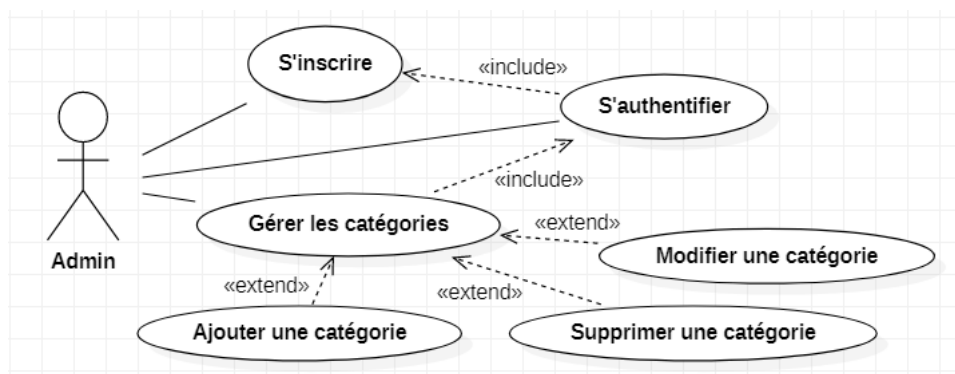 S'inscrire
«include»
S'authentifier
«include»
Gérer les catégories
«extend»
Modifier une catégorie
Admin
«extend»
«extend»
Ajouter une catégorie
Supprimer une catégorie